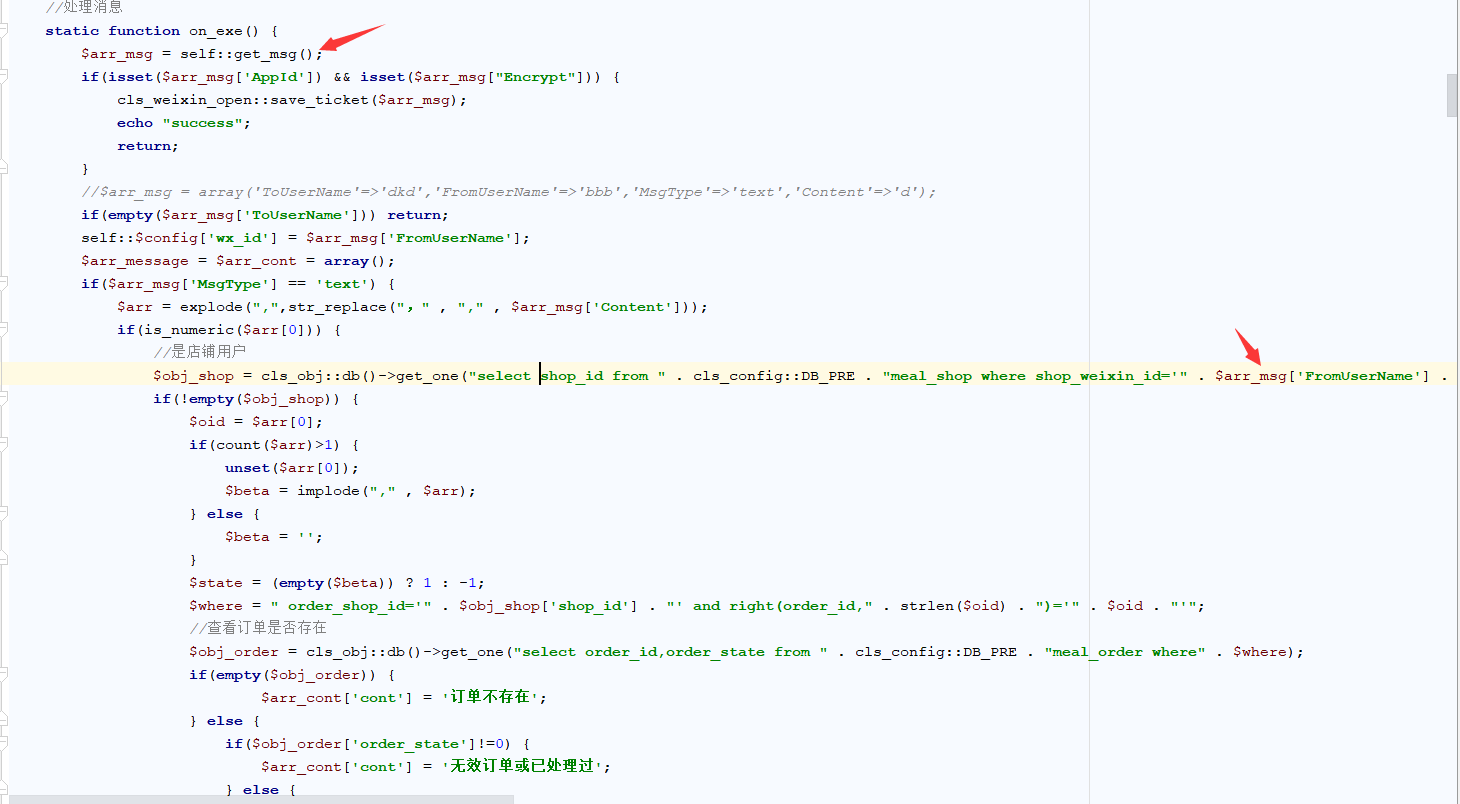 //处理消息
static function on_exe() {
$arr_msg = self::get_msg();
if(isset($arr_msg['AppId']) && isset($arr_msg["Encrypt"])) {
cls_weixin_open::save_ticket($arr_msg);
echo "success";
return;
}
//$arr_msg = array('ToUserName'=>'dkd','FromUserName'=>'bbb','MsgType'=>'text','Content'=>'d');
if(empty($arr_msg['ToUserName'])) return;
self::$config['wx_id'] = $arr_msg['FromUserName'];
$arr_message = $arr_cont = array();
if($arr_msg['MsgType'] == 'text') {
$arr = explode(",",str_replace("，" , "," , $arr_msg['Content']));
if(is_numeric($arr[0])) {
//是店铺用户
$obj_shop = cls_obj::db()->get_one("select shop_id from " . cls_config::DB_PRE . "meal_shop where shop_weixin_id='" . $arr_msg['FromUserName'] .
if(!empty($obj_shop)) {
$oid = $arr[0];
if(count($arr)>1) {
unset($arr[0]);
$beta = implode("," , $arr);
} else {
$beta = '';
}
$state = (empty($beta)) ? 1 : -1;
$where = " order_shop_id='" . $obj_shop['shop_id'] . "' and right(order_id," . strlen($oid) . ")='" . $oid . "'";
//查看订单是否存在
$obj_order = cls_obj::db()->get_one("select order_id,order_state from " . cls_config::DB_PRE . "meal_order where" . $where);
if(empty($obj_order)) {
$arr_cont['cont'] = '订单不存在';
} else {
if($obj_order['order_state']!=0) {
$arr_cont['cont'] = '无效订单或已处理过';
} else {